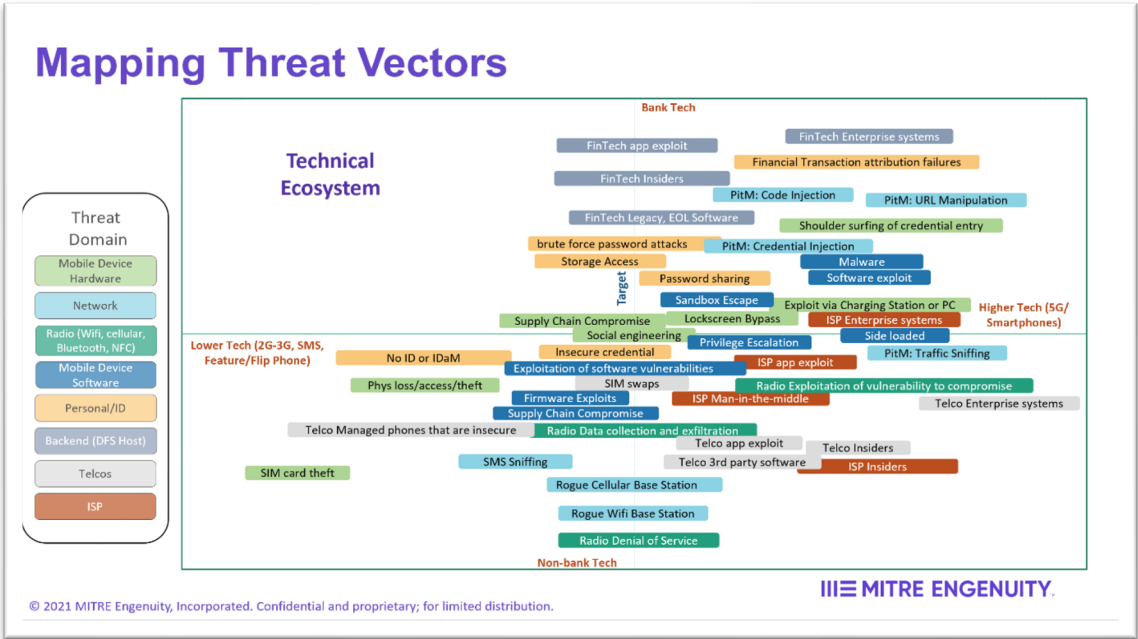 Mapping Threat Vectors
Bank Tech
Technical
Ecosystem
FinTech Enterprise systems
FinTech app exploit
Financial Transaction attribution failures
FinTech Insiders
PitM: Code Injection
PitM: URL Manipulation
FinTech Legacy, EOL Software
Shoulder surfing of credential entry
brute force password attacks
PitM: Credential Injection
Storage Access
Malware
Target
Password sharing
Software exploit
Sandbox Escape
Exploit via Charging Station or PC
Higher Tech (5G/
Smartphones)
Supply Chain Compromise
Lockscreen Bypass
ISP Enterprise systems
Social engineering
Side loaded
Lower Tech (2G-3G, SMS,
Feature/Flip Phone)
Privilege Escalation
No ID or IDaM
Insecure credential
PitM: Traffic Sniffing
Exploitation of software vulnerabilities
ISP app exploit
Phys loss/access/theft
SIM swaps
Radio Exploitation of vulnerability to compromise
Firmware Exploits
ISP Man-in-the-middle
Telco Enterprise systems
Supply Chain Compromise
Telco Managed phones that are insecure
Radio Data collection and exfiltration
Telco app exploit
Telco Insiders
SMS Sniffing
Telco 3rd party software
ISP Insiders
SIM card theft
Rogue Cellular Base Station
Rogue Wifi Base Station
Radio Denial of Service
Non-bank Tech
Threat
Domain
Mobile Device
Hardware
Network
Radio (Wifi, cellular,
Bluetooth, NFC)
Mobile Device
Software
Personal/ID
Backend (DFS Host)
Telcos
ISP
© 2021 MITRE Engenuity, Incorporated. Confidential and proprietary; for limited distribution.
MITRE ENGENUITY